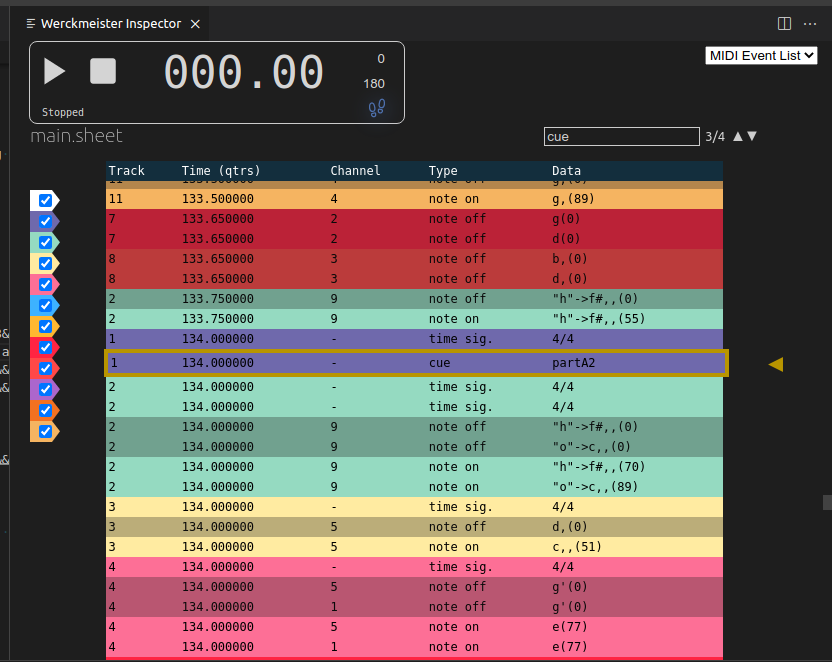 Werckmeister Inspector
000.00
0
180
Stopped
MIDI Event List
main.sheet
cue
3/4
Track Time (qtrs) Channel Type Data
11 133.500000 4 note off g,(0)
11 133.500000 4 note on g,(89)
7 133.650000 2 note off g(0)
7 133.650000 2 note off d(0)
8 133.650000 3 note off b,(0)
8 133.650000 3 note off d,(0)
2 133.750000 9 note off "h"->f#,,(0)
2 133.750000 9 note on "h"->f#,,(55)
1 134.000000 - time sig. 4/4
1 134.000000 - cue partA2
2 134.000000 - time sig. 4/4
2 134.000000 - time sig. 4/4
2 134.000000 9 note off "h"->f#,,(0)
2 134.000000 9 note off "o"->c,,(0)
2 134.000000 9 note on "h"->f#,,(70)
2 134.000000 9 note on "o"->c,,(89)
3 134.000000 - time sig. 4/4
3 134.000000 5 note off d,(0)
3 134.000000 5 note on c,,(51)
4 134.000000 - time sig. 4/4
4 134.000000 5 note off g'(0)
4 134.000000 1 note off g'(0)
4 134.000000 5 note on e(77)
4 134.000000 1 note on e(77)